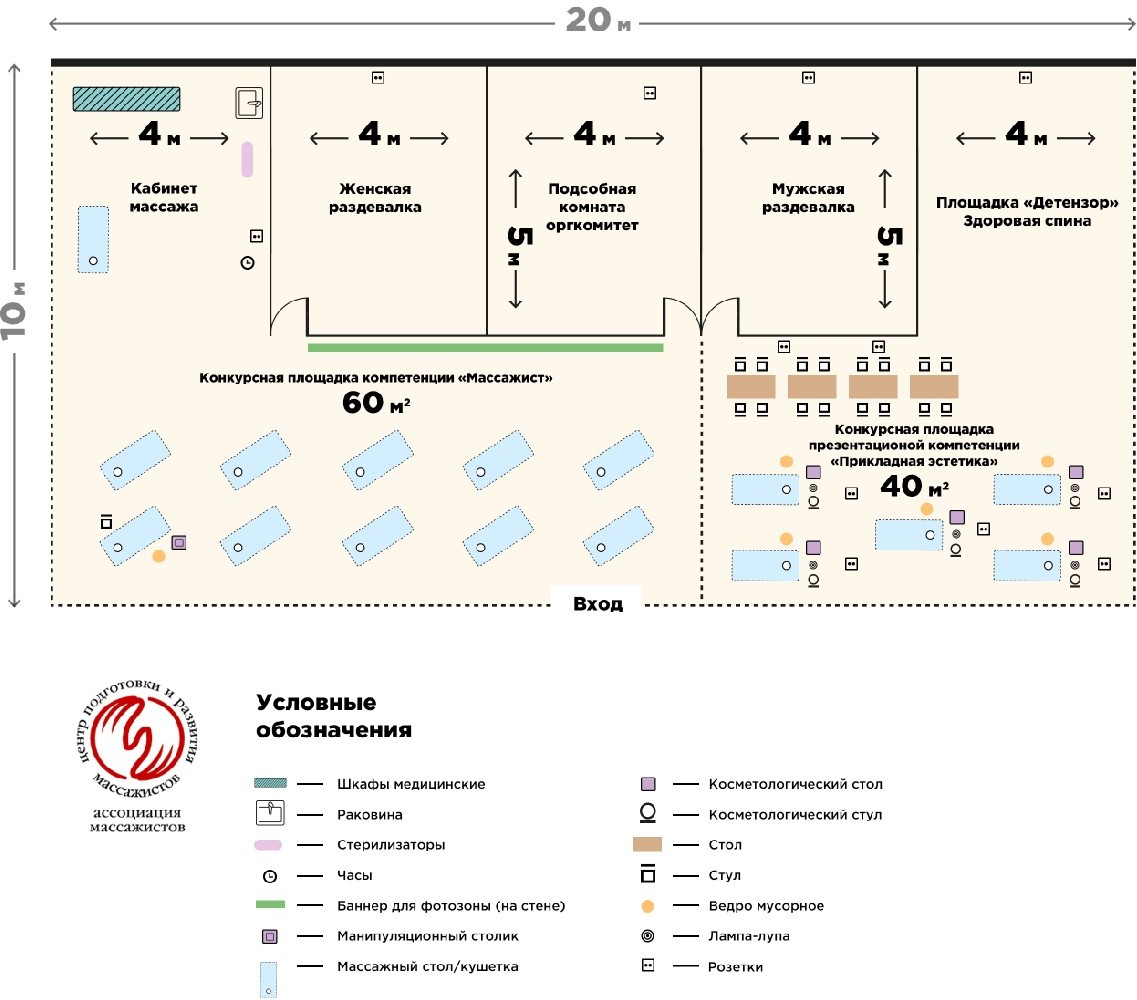 20 м
10 м
4 м
4 м
4 м
4 м
4 м
Кабинет
массажа
Женская
раздевалка
5 м
Подсобная
комната
оргкомитет
Мужская
раздевалка
5 м
Площадка «Детензор»
Здоровая спина
Конкурсная площадка компетенции «Массажист»
60 м²
Конкурсная площадка
презентационой компетенции
«Прикладная эстетика»
40 м²
Вход
центр подготовки и развития
массажистов
ассоциация
массажистов
Условные
обозначения
Шкафы медицинские
Раковина
Стерилизаторы
Часы
Баннер для фотозоны (на стене)
Манипуляционный столик
Массажный стол/кушетка
Косметологический стол
Косметологический стул
Стол
Стул
Ведро мусорное
Лампа-лупа
Розетки